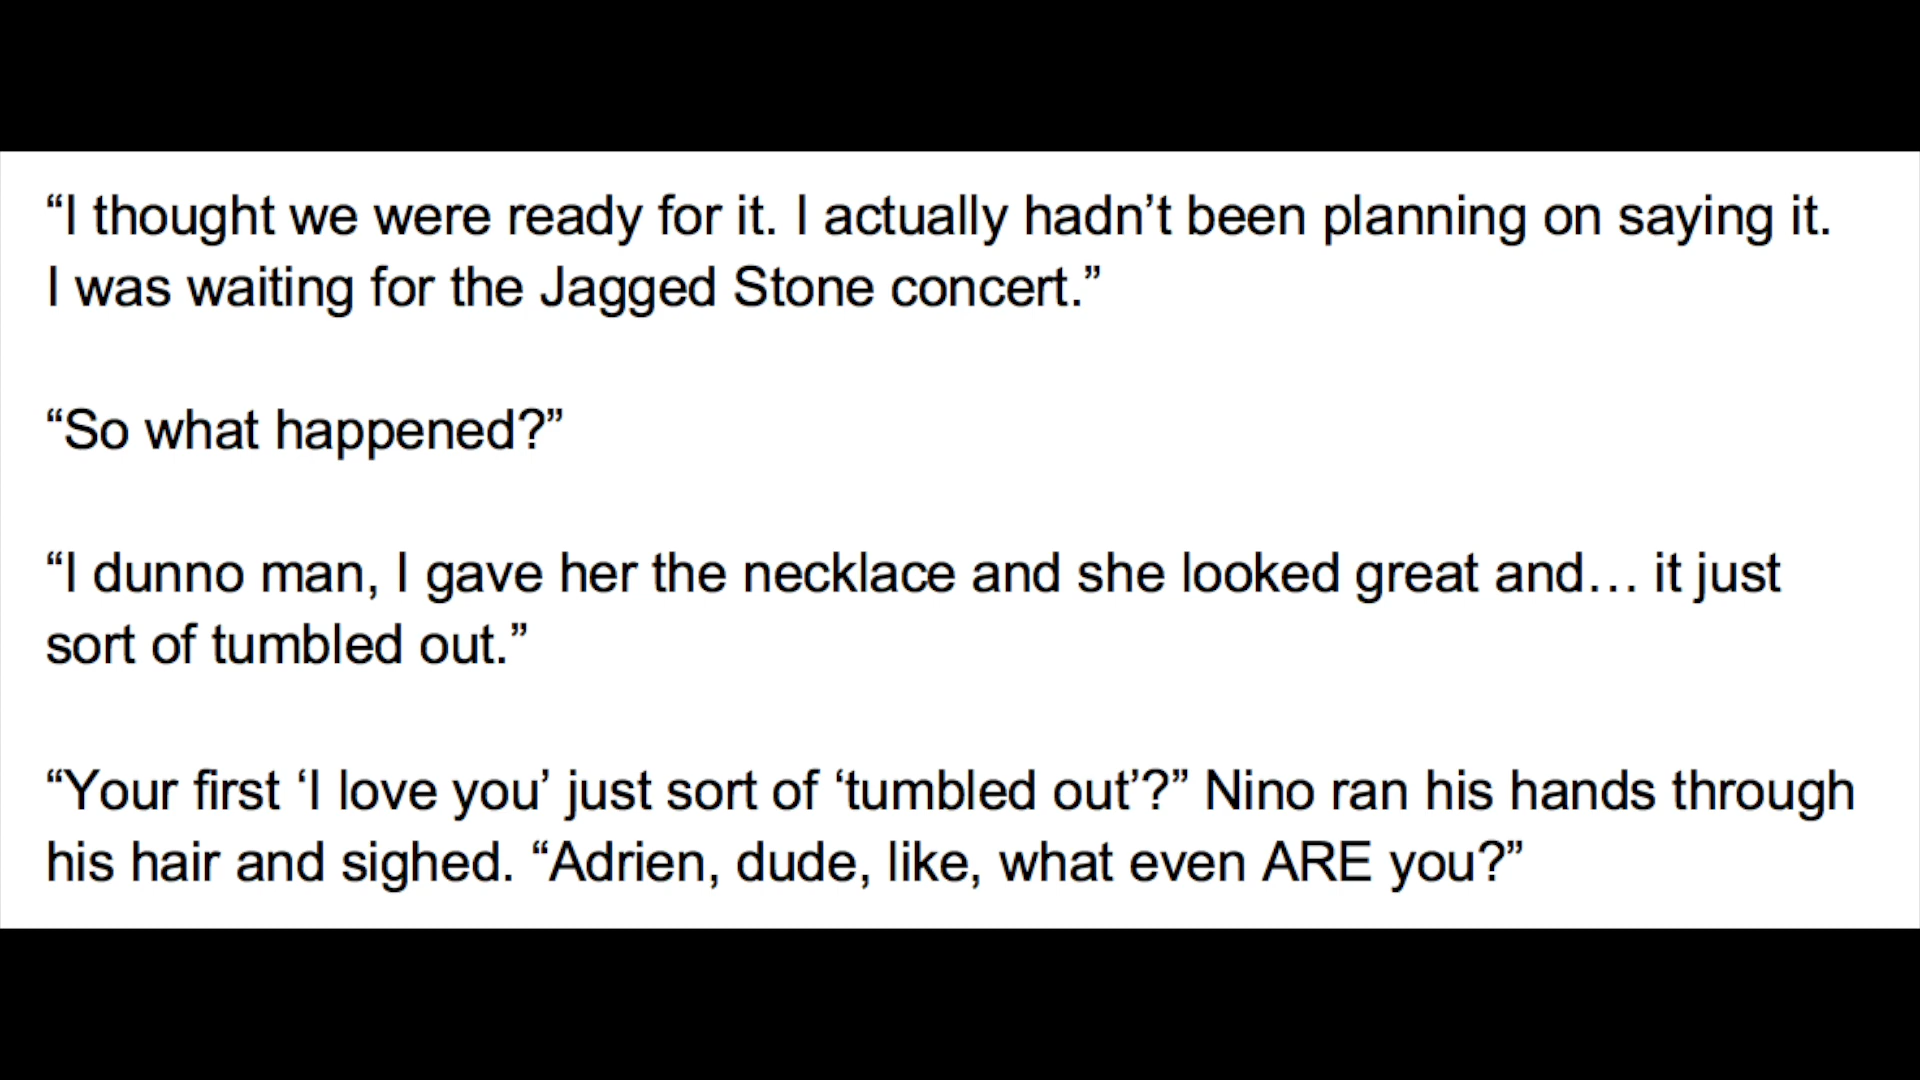 “I thought we were ready for it. I actually hadn’t been planning on saying it.
I was waiting for the Jagged Stone concert.”
“So what happened?”
“I dunno man, I gave her the necklace and she looked great and… it just
sort of tumbled out.”
“Your first ‘I love you’ just sort of ‘tumbled out’?” Nino ran his hands through
his hair and sighed. “Adrien, dude, like, what even ARE you?”